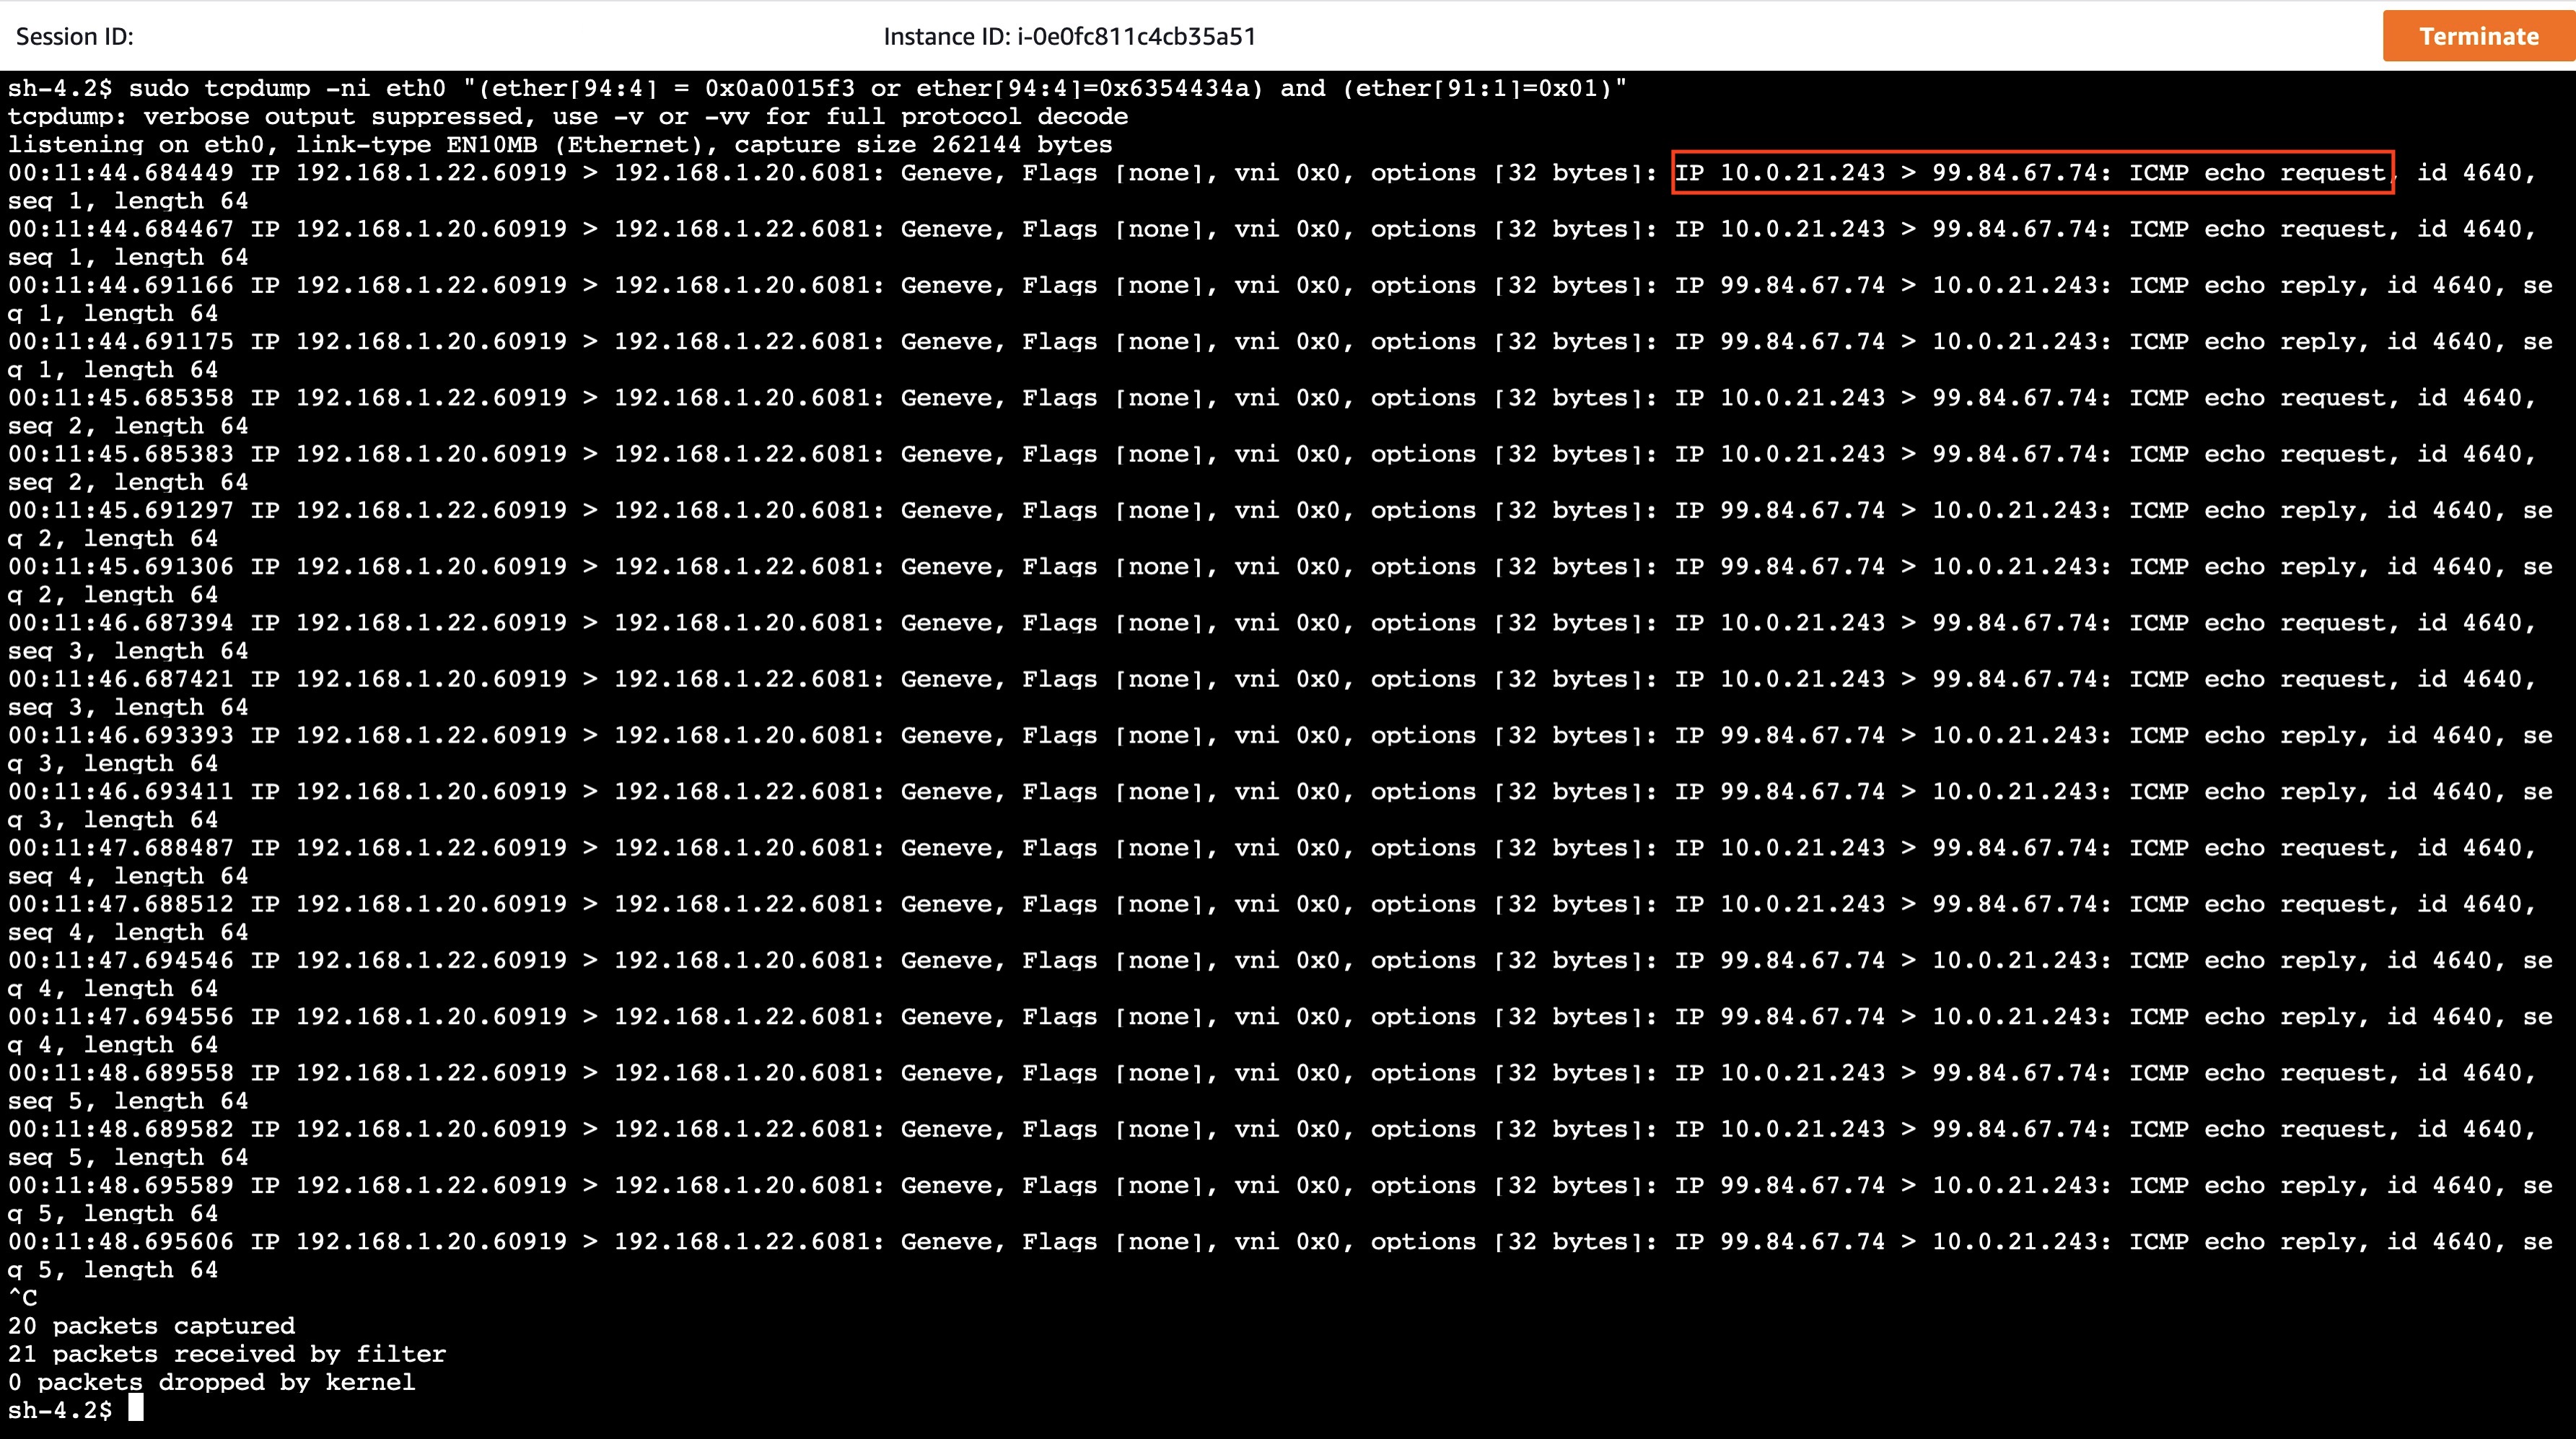 Session ID:
Instance ID: i-0e0fc811c4cb35a51
Terminate
sh-4.2$ sudo tcpdump -ni eth0 "(ether[94:4] = 0x0a0015f3 or ether[94:4]=0x6354434a) and (ether[91:1]=0x01)"
tcpdump: verbose output suppressed, use -v or -vv for full protocol decode
listening on eth0, link-type EN10MB (Ethernet), capture size 262144 bytes
00:11:44.684449 IP 192.168.1.22.60919 > 192.168.1.20.6081: Geneve, Flags [none], vni 0x0, options [32 bytes]: IP 10.0.21.243 > 99.84.67.74: ICMP echo request, id 4640,
seq 1, length 64
00:11:44.684467 IP 192.168.1.20.60919 > 192.168.1.22.6081: Geneve, Flags [none], vni 0x0, options [32 bytes]: IP 10.0.21.243 > 99.84.67.74: ICMP echo request, id 4640,
seq 1, length 64
00:11:44.691166 IP 192.168.1.22.60919 > 192.168.1.20.6081: Geneve, Flags [none], vni 0x0, options [32 bytes]: IP 99.84.67.74 > 10.0.21.243: ICMP echo reply, id 4640, se
q 1, length 64
00:11:44.691175 IP 192.168.1.20.60919 > 192.168.1.22.6081: Geneve, Flags [none], vni 0x0, options [32 bytes]: IP 99.84.67.74 > 10.0.21.243: ICMP echo reply, id 4640, se
q 1, length 64
00:11:45.685358 IP 192.168.1.22.60919 > 192.168.1.20.6081: Geneve, Flags [none], vni 0x0, options [32 bytes]: IP 10.0.21.243 > 99.84.67.74: ICMP echo request, id 4640,
seq 2, length 64
00:11:45.685383 IP 192.168.1.20.60919 > 192.168.1.22.6081: Geneve, Flags [none], vni 0x0, options [32 bytes]: IP 10.0.21.243 > 99.84.67.74: ICMP echo request, id 4640,
seq 2, length 64
00:11:45.691297 IP 192.168.1.22.60919 > 192.168.1.20.6081: Geneve, Flags [none], vni 0x0, options [32 bytes]: IP 99.84.67.74 > 10.0.21.243: ICMP echo reply, id 4640, se
q 2, length 64
00:11:45.691306 IP 192.168.1.20.60919 > 192.168.1.22.6081: Geneve, Flags [none], vni 0x0, options [32 bytes]: IP 99.84.67.74 > 10.0.21.243: ICMP echo reply, id 4640, se
q 2, length 64
00:11:46.687394 IP 192.168.1.22.60919 > 192.168.1.20.6081: Geneve, Flags [none], vni 0x0, options [32 bytes]: IP 10.0.21.243 > 99.84.67.74: ICMP echo request, id 4640,
seq 3, length 64
00:11:46.687421 IP 192.168.1.20.60919 > 192.168.1.22.6081: Geneve, Flags [none], vni 0x0, options [32 bytes]: IP 10.0.21.243 > 99.84.67.74: ICMP echo request, id 4640,
seq 3, length 64
00:11:46.693393 IP 192.168.1.22.60919 > 192.168.1.20.6081: Geneve, Flags [none], vni 0x0, options [32 bytes]: IP 99.84.67.74 > 10.0.21.243: ICMP echo reply, id 4640, se
q 3, length 64
00:11:46.693411 IP 192.168.1.20.60919 > 192.168.1.22.6081: Geneve, Flags [none], vni 0x0, options [32 bytes]: IP 99.84.67.74 > 10.0.21.243: ICMP echo reply, id 4640, se
q 3, length 64
00:11:47.688487 IP 192.168.1.22.60919 > 192.168.1.20.6081: Geneve, Flags [none], vni 0x0, options [32 bytes]: IP 10.0.21.243 > 99.84.67.74: ICMP echo request, id 4640,
seq 4, length 64
00:11:47.688512 IP 192.168.1.20.60919 > 192.168.1.22.6081: Geneve, Flags [none], vni 0x0, options [32 bytes]: IP 10.0.21.243 > 99.84.67.74: ICMP echo request, id 4640,
seq 4, length 64
00:11:47.694546 IP 192.168.1.22.60919 > 192.168.1.20.6081: Geneve, Flags [none], vni 0x0, options [32 bytes]: IP 99.84.67.74 > 10.0.21.243: ICMP echo reply, id 4640, se
q 4, length 64
00:11:47.694556 IP 192.168.1.20.60919 > 192.168.1.22.6081: Geneve, Flags [none], vni 0x0, options [32 bytes]: IP 99.84.67.74 > 10.0.21.243: ICMP echo reply, id 4640, se
q 4, length 64
00:11:48.689558 IP 192.168.1.22.60919 > 192.168.1.20.6081: Geneve, Flags [none], vni 0x0, options [32 bytes]: IP 10.0.21.243 > 99.84.67.74: ICMP echo request, id 4640,
seq 5, length 64
00:11:48.689582 IP 192.168.1.20.60919 > 192.168.1.22.6081: Geneve, Flags [none], vni 0x0, options [32 bytes]: IP 10.0.21.243 > 99.84.67.74: ICMP echo request, id 4640,
seq 5, length 64
00:11:48.695589 IP 192.168.1.22.60919 > 192.168.1.20.6081: Geneve, Flags [none], vni 0x0, options [32 bytes]: IP 99.84.67.74 > 10.0.21.243: ICMP echo reply, id 4640, se
q 5, length 64
00:11:48.695606 IP 192.168.1.20.60919 > 192.168.1.22.6081: Geneve, Flags [none], vni 0x0, options [32 bytes]: IP 99.84.67.74 > 10.0.21.243: ICMP echo reply, id 4640, se
q 5, length 64
^C
20 packets captured
21 packets received by filter
0 packets dropped by kernel
sh-4.2$